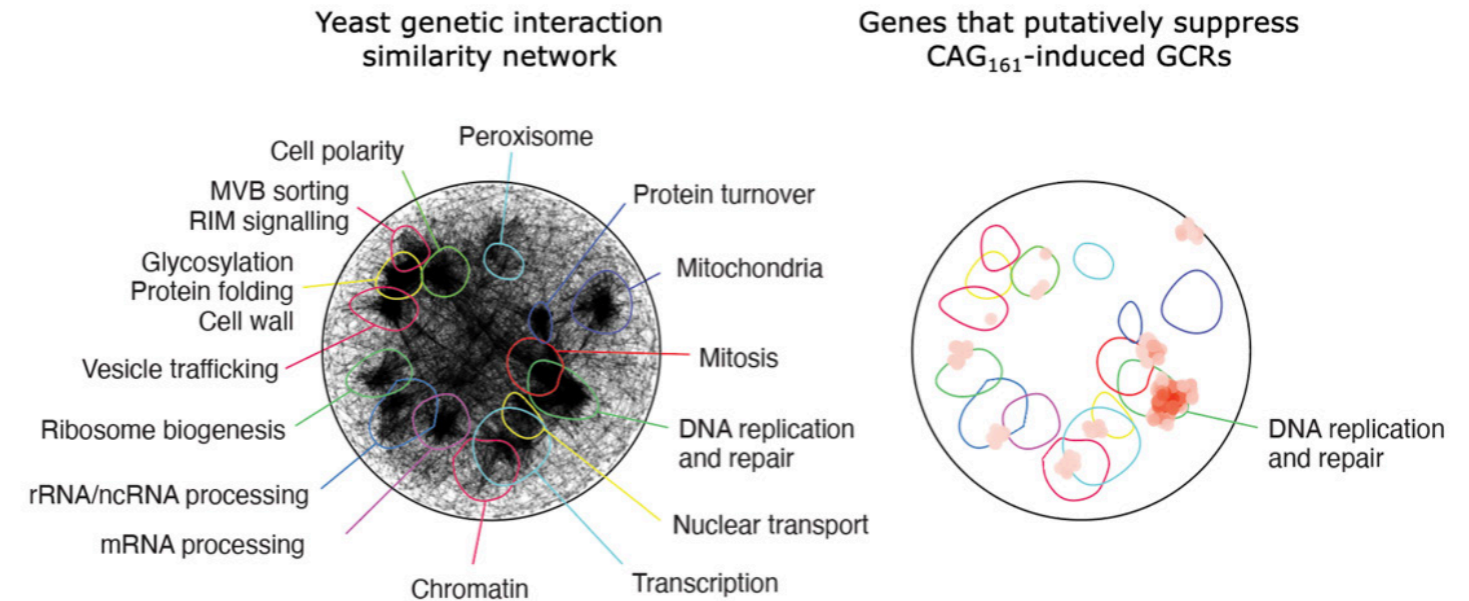 Yeast genetic interaction
similarity network
Genes that putatively suppress
CAG₁₆₁-induced GCRs
Peroxisome
Cell polarity
MVB sorting
RIM signalling
Glycosylation
Protein folding
Cell wall
Vesicle trafficking
Ribosome biogenesis
rRNA/ncRNA processing
mRNA processing
Chromatin
Protein turnover
Mitochondria
Mitosis
DNA replication
and repair
Nuclear transport
Transcription
DNA replication
and repair